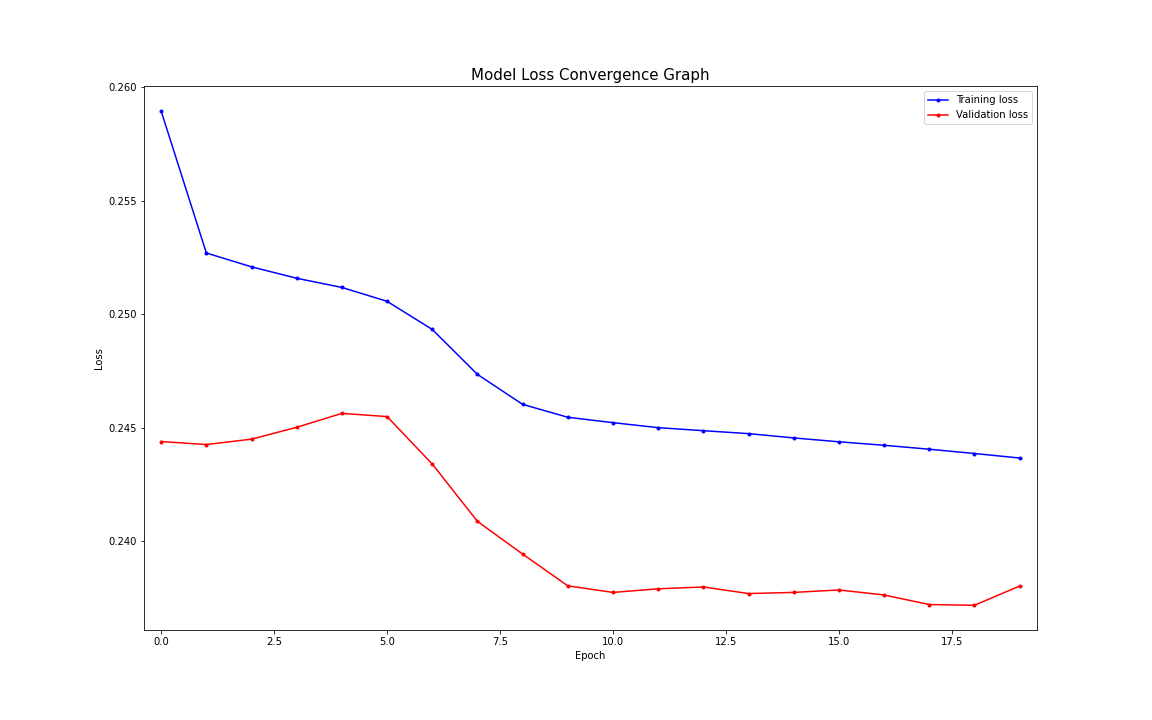 Model Loss Convergence Graph
Training loss
Validation loss
0.260
0.255
0.250
0.245
0.240
Loss
0.0 2.5 5.0 7.5 10.0 12.5 15.0 17.5
Epoch